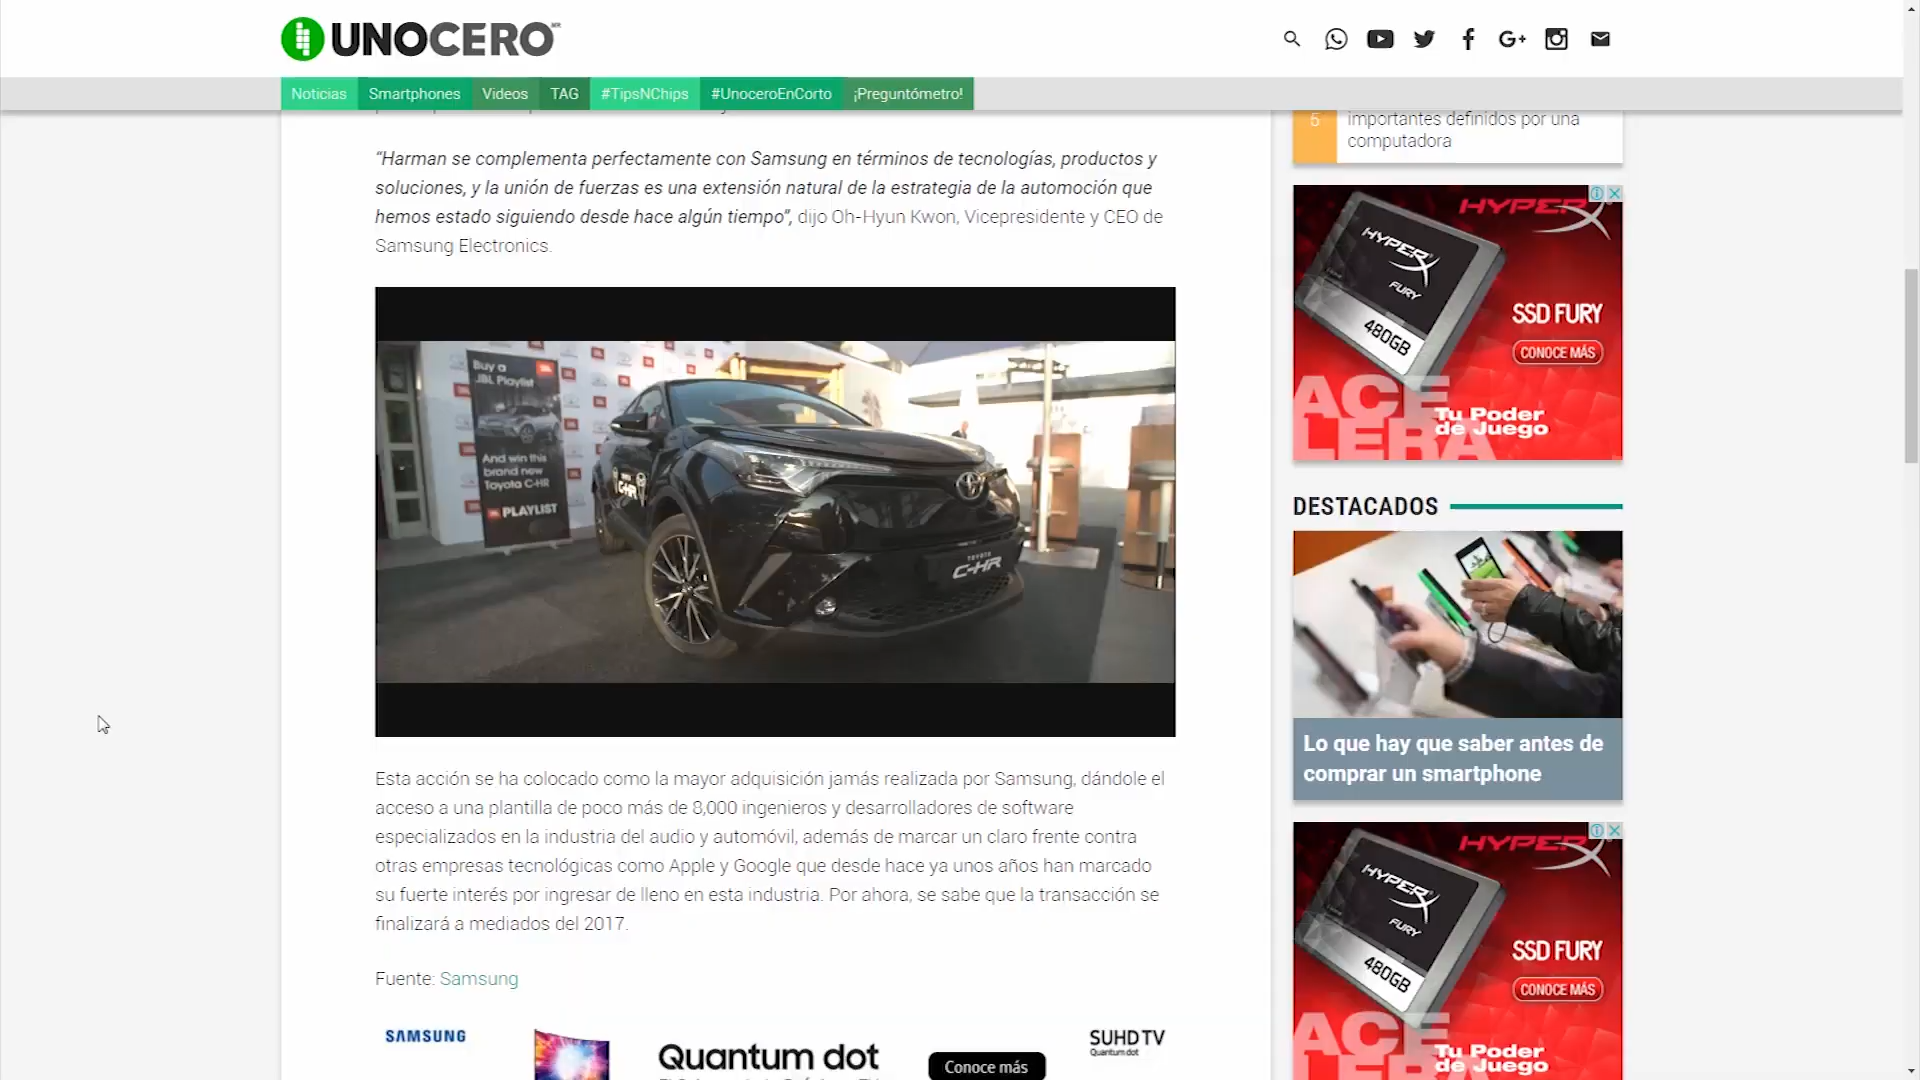 UNOCERO
Noticias
Smartphones
Videos
TAG
#TipsNChips
#UnoceroEnCorto
¡Preguntómetro!
“Harman se complementa perfectamente con Samsung en términos de tecnologías, productos y
soluciones, y la unión de fuerzas es una extensión natural de la estrategia de la automoción que
hemos estado siguiendo desde hace algún tiempo”, dijo Oh-Hyun Kwon, Vicepresidente y CEO de
Samsung Electronics.
Buy a
JBL Playlist
And win this
brand new
Toyota C-HR
PLAYLIST
C-HR
TOYOTA
C-HR
Esta acción se ha colocado como la mayor adquisición jamás realizada por Samsung, dándole el
acceso a una plantilla de poco más de 8,000 ingenieros y desarrolladores de software
especializados en la industria del audio y automóvil, además de marcar un claro frente contra
otras empresas tecnológicas como Apple y Google que desde hace ya unos años han marcado
su fuerte interés por ingresar de lleno en esta industria. Por ahora, se sabe que la transacción se
finalizará a mediados del 2017.
Fuente: Samsung
SAMSUNG
Quantum dot
Conoce más
SUHD TV
Quantum dot
5
importantes definidos por una
computadora
HYPERX
HYPERX
FURY
480GB
SSD FURY
CONOCE MÁS
ACE
LERA
Tu Poder
de Juego
DESTACADOS
Lo que hay que saber antes de
comprar un smartphone
HYPERX
HYPERX
FURY
480GB
SSD FURY
CONOCE MÁS
ACE
Tu Poder
de Juego